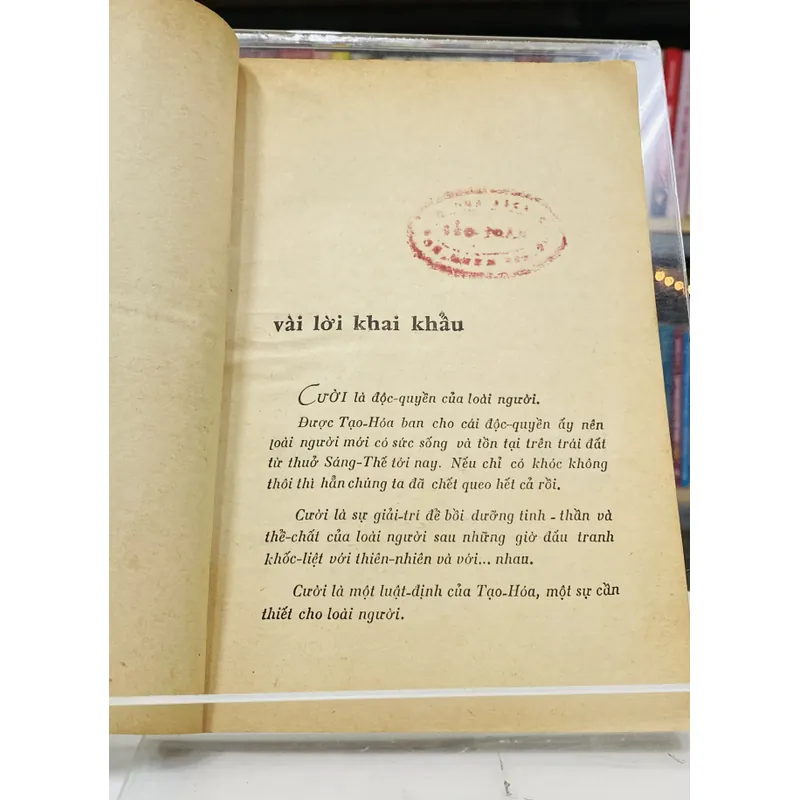 vài lời khai khẩu
CƯỜI là độc-quyền của loài người.
Được Tạo-Hóa ban cho cái độc-quyền ấy nên
loài người mới có sức sống và tồn tại trên trái đất
từ thuở Sáng-Thế tới nay. Nếu chỉ có khóc không
thôi thì hẳn chúng ta đã chết queo hết cả rồi.
Cười là sự giải-trí để bồi dưỡng tinh - thần và
thể-chất của loài người sau những giờ đấu tranh
khốc-liệt với thiên-nhiên và với... nhau.
Cười là một luật-định của Tạo-Hóa, một sự cần
thiết cho loài người.